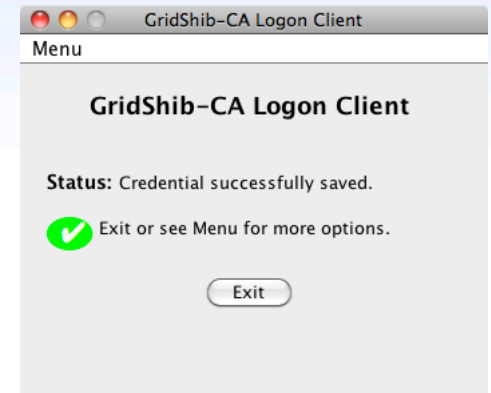 GridShib-CA Logon Client
Menu
GridShib-CA Logon Client
Status: Credential successfully saved.
Exit or see Menu for more options.
Exit